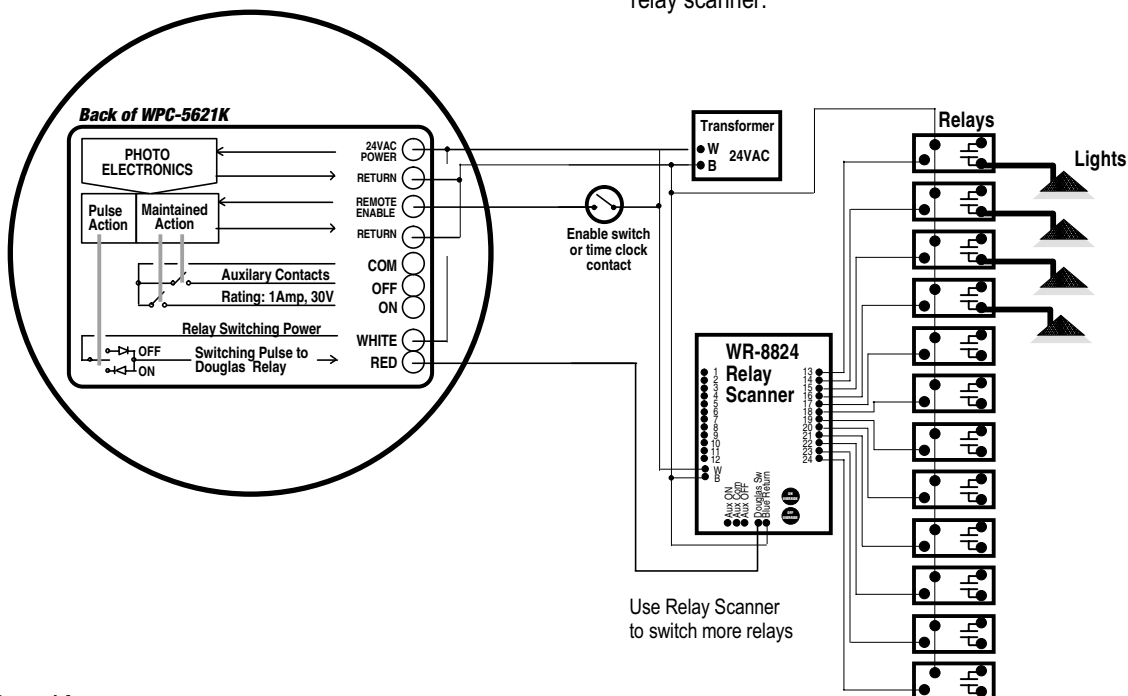 relay scanner.
Back of WPC-5621K
PHOTO
ELECTRONICS
Pulse
Action
Maintained
Action
24VAC
POWER
RETURN
REMOTE
ENABLE
RETURN
COM
OFF
ON
WHITE
RED
Auxilary Contacts
Rating: 1Amp, 30V
Relay Switching Power
OFF
ON
Switching Pulse to
Douglas Relay
Enable switch
or time clock
contact
Transformer
W
B
24VAC
Relays
Lights
WR-8824
Relay
Scanner
1
2
3
4
5
6
7
8
9
10
11
12
W
B
13
14
15
16
17
18
19
20
21
22
23
24
Aux ON
Aux Com
Aux OFF
Douglas Sw
Blue Return
ON
OVERRIDE
OFF
OVERRIDE
Use Relay Scanner
to switch more relays